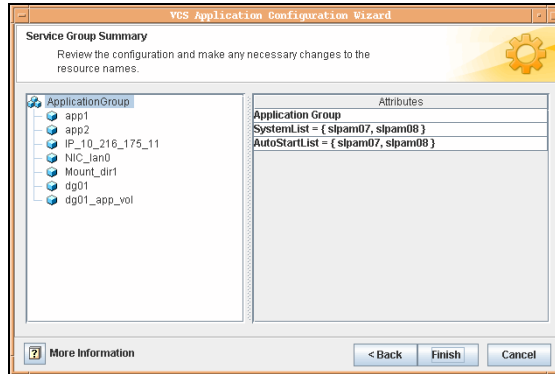 VCS Application Configuration Wizard
Service Group Summary
Review the configuration and make any necessary changes to the
resource names.
ApplicationGroup
app1
app2
IP_10_216_175_11
NIC_lan0
Mount_dir1
dg01
dg01_app_vol
Attributes
Application Group
SystemList = { slpam07, slpam08 }
AutoStartList = { slpam07, slpam08 }
? More Information
< Back
Finish
Cancel